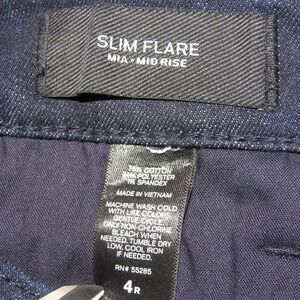 SLIM FLARE
MIA • MID RISE
COTTON
POLYESTER
1% SPANDEX
MADE IN VIETNAM
MACHINE WASH COLD
WITH LIKE COLORS
GENTLE CYCLE.
ONLY NON-CHLORINE
BLEACH WHEN
NEEDED. TUMBLE DRY
LOW. COOL IRON
IF NEEDED.
RN# 55285
4R